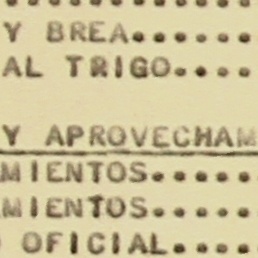 Y BREA......
AL TRIGO....
Y APROVECHAM
MIENTOS.....
MIENTOS.....
OFICIAL....